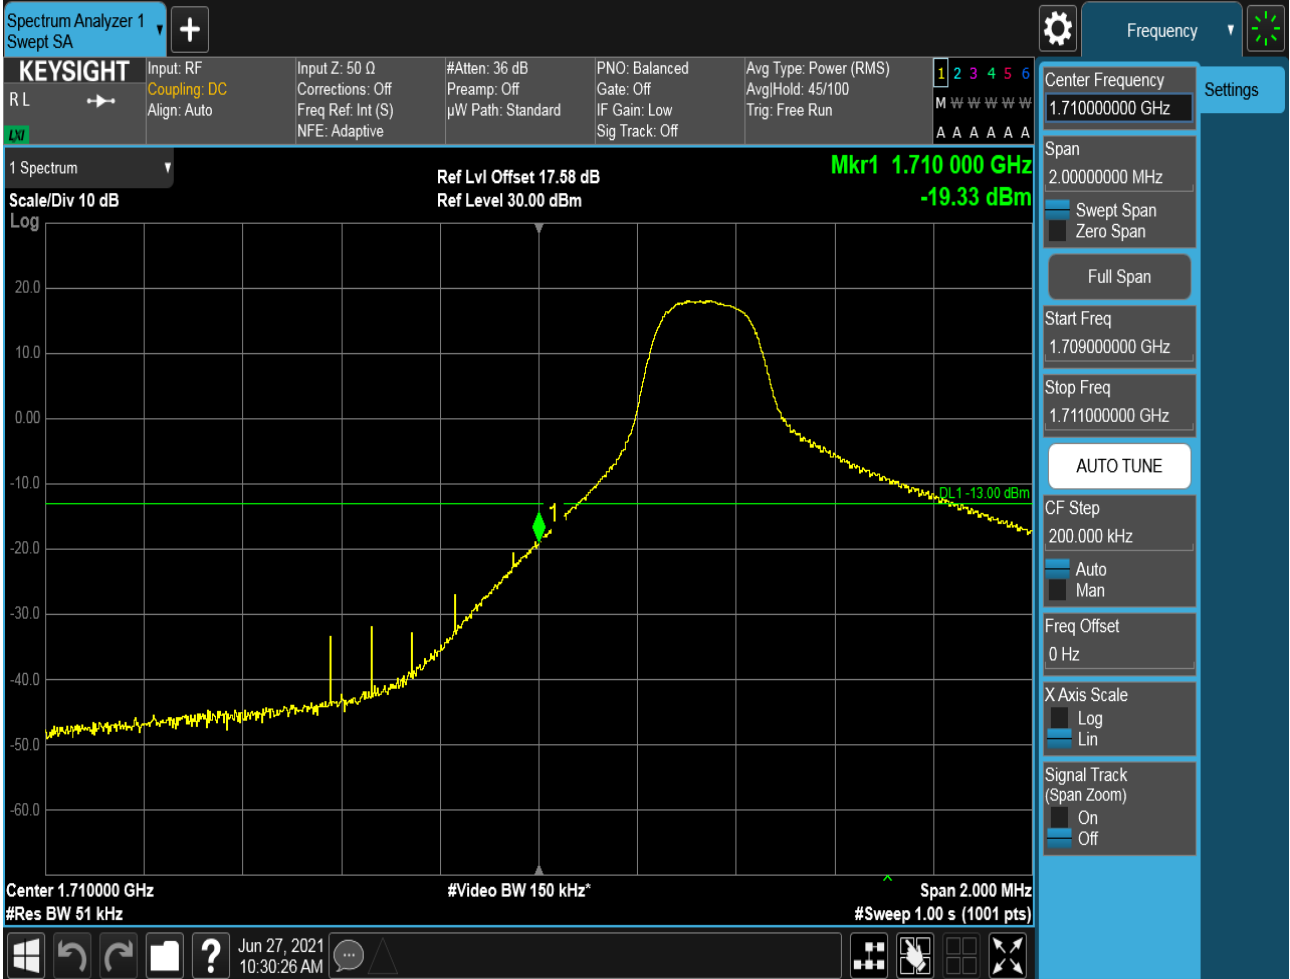 Spectrum Analyzer 1
Swept SA
Frequency
KEYSIGHT
R L
LXI
Input: RF
Coupling: DC
Align: Auto
Input Z: 50 Ω
Corrections: Off
Freq Ref: Int (S)
NFE: Adaptive
#Atten: 36 dB
Preamp: Off
µW Path: Standard
PNO: Balanced
Gate: Off
IF Gain: Low
Sig Track: Off
Avg Type: Power (RMS)
Avg|Hold: 45/100
Trig: Free Run
1 2 3 4 5 6
M W W W W W
A A A A A A
1 Spectrum
Scale/Div 10 dB
Log
Ref Lvl Offset 17.58 dB
Ref Level 30.00 dBm
Mkr1 1.710 000 GHz
-19.33 dBm
20.0
10.0
0.00
-10.0
-20.0
-30.0
-40.0
-50.0
-60.0
DL1 -13.00 dBm
1
Center 1.710000 GHz
#Res BW 51 kHz
#Video BW 150 kHz*
Span 2.000 MHz
#Sweep 1.00 s (1001 pts)
Center Frequency
1.710000000 GHz
Settings
Span
2.00000000 MHz
Swept Span
Zero Span
Full Span
Start Freq
1.709000000 GHz
Stop Freq
1.711000000 GHz
AUTO TUNE
CF Step
200.000 kHz
Auto
Man
Freq Offset
0 Hz
X Axis Scale
Log
Lin
Signal Track
(Span Zoom)
On
Off
?
Jun 27, 2021
10:30:26 AM